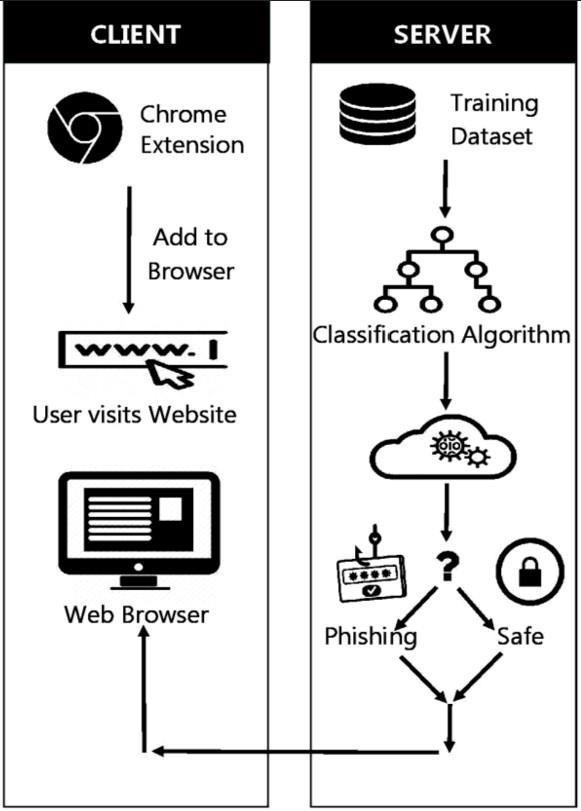 CLIENT
Chrome
Extension
Add to
Browser
www.
User visits Website
Web Browser
SERVER
Training
Dataset
Classification Algorithm
?
Phishing
Safe